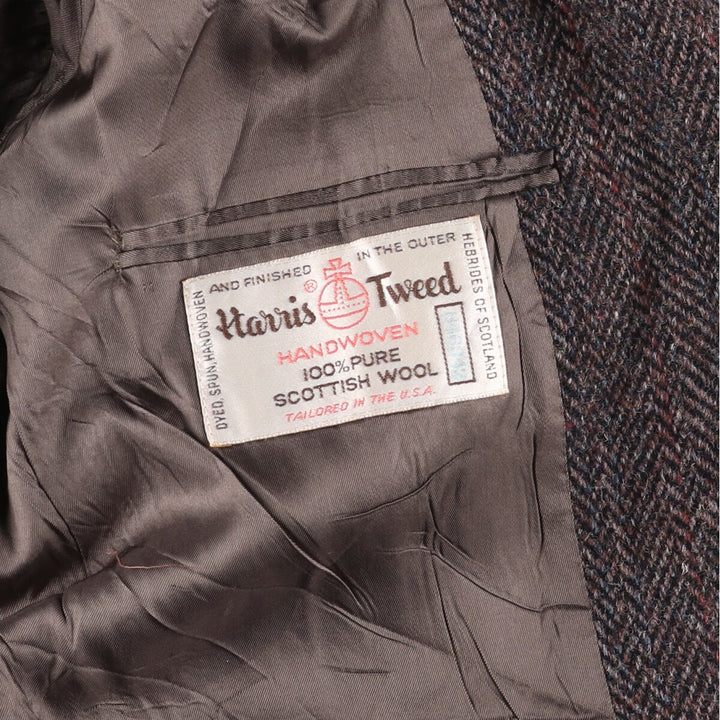 DYED, SPUN, HANDWOVEN AND FINISHED IN THE OUTER HEBRIDES OF SCOTLAND
Harris® Tweed
HANDWOVEN
100% PURE
SCOTTISH WOOL
TAILORED IN THE U.S.A.